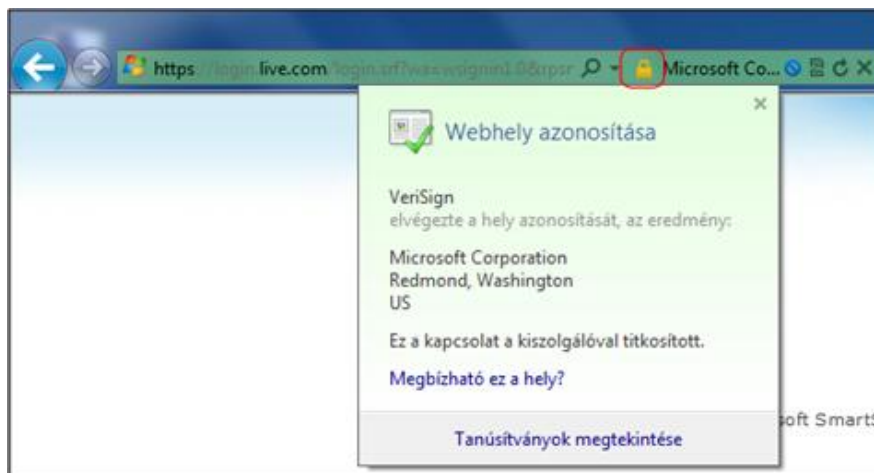 https://login.live.com/login.srf?wa=wsignin1.0&rpsr
Microsoft Co...
Webhely azonosítása
VeriSign
elvégezte a hely azonosítását, az eredmény:
Microsoft Corporation
Redmond, Washington
US
Ez a kapcsolat a kiszolgálóval titkosított.
Megbízható ez a hely?
Tanúsítványok megtekintése
soft SmartS